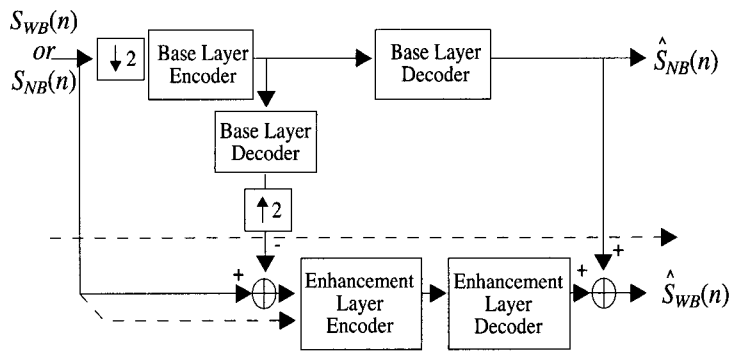 S_WB(n)
or
S_NB(n)
↓ 2
Base Layer
Encoder
Base Layer
Decoder
Ŝ_NB(n)
Base Layer
Decoder
↑ 2
-
+
+
+
Enhancement
Layer
Encoder
Enhancement
Layer
Decoder
Ŝ_WB(n)